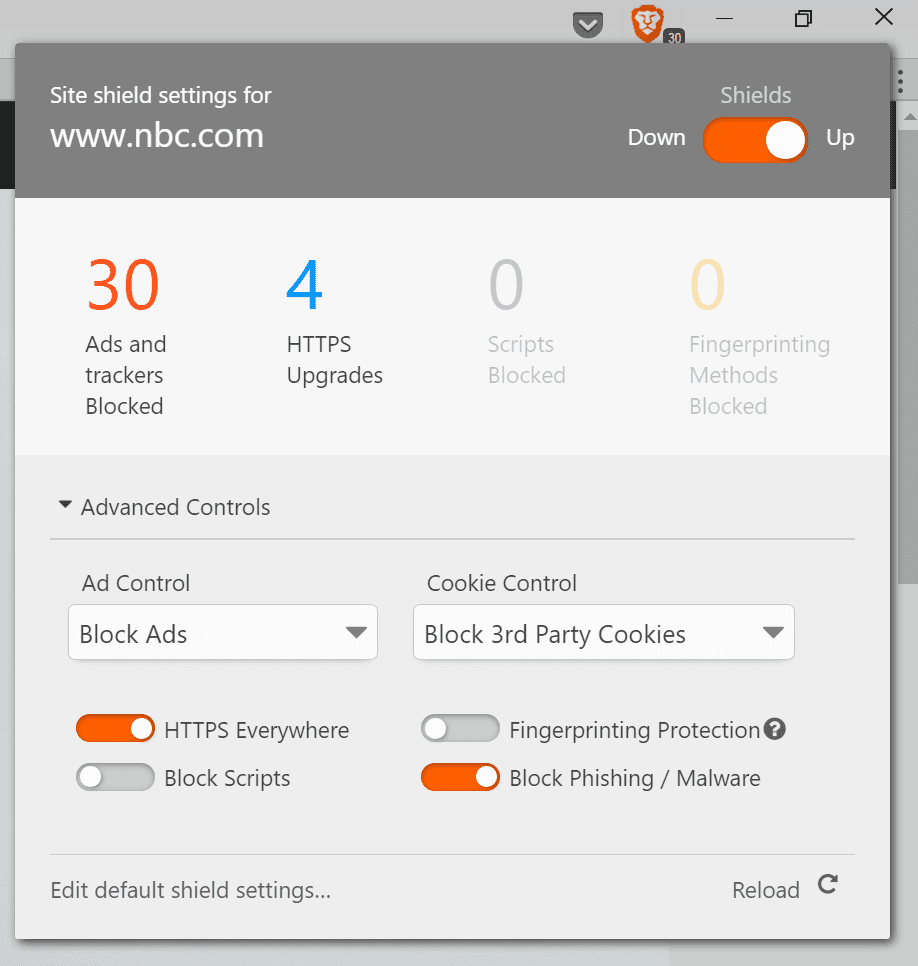 30
Site shield settings for
Shields
www.nbc.com
Down
Up
30
Ads and
trackers
Blocked
4
HTTPS
Upgrades
0
Scripts
Blocked
0
Fingerprinting
Methods
Blocked
Advanced Controls
Ad Control
Cookie Control
Block Ads
Block 3rd Party Cookies
HTTPS Everywhere
Fingerprinting Protection
?
Block Scripts
Block Phishing / Malware
Edit default shield settings...
Reload